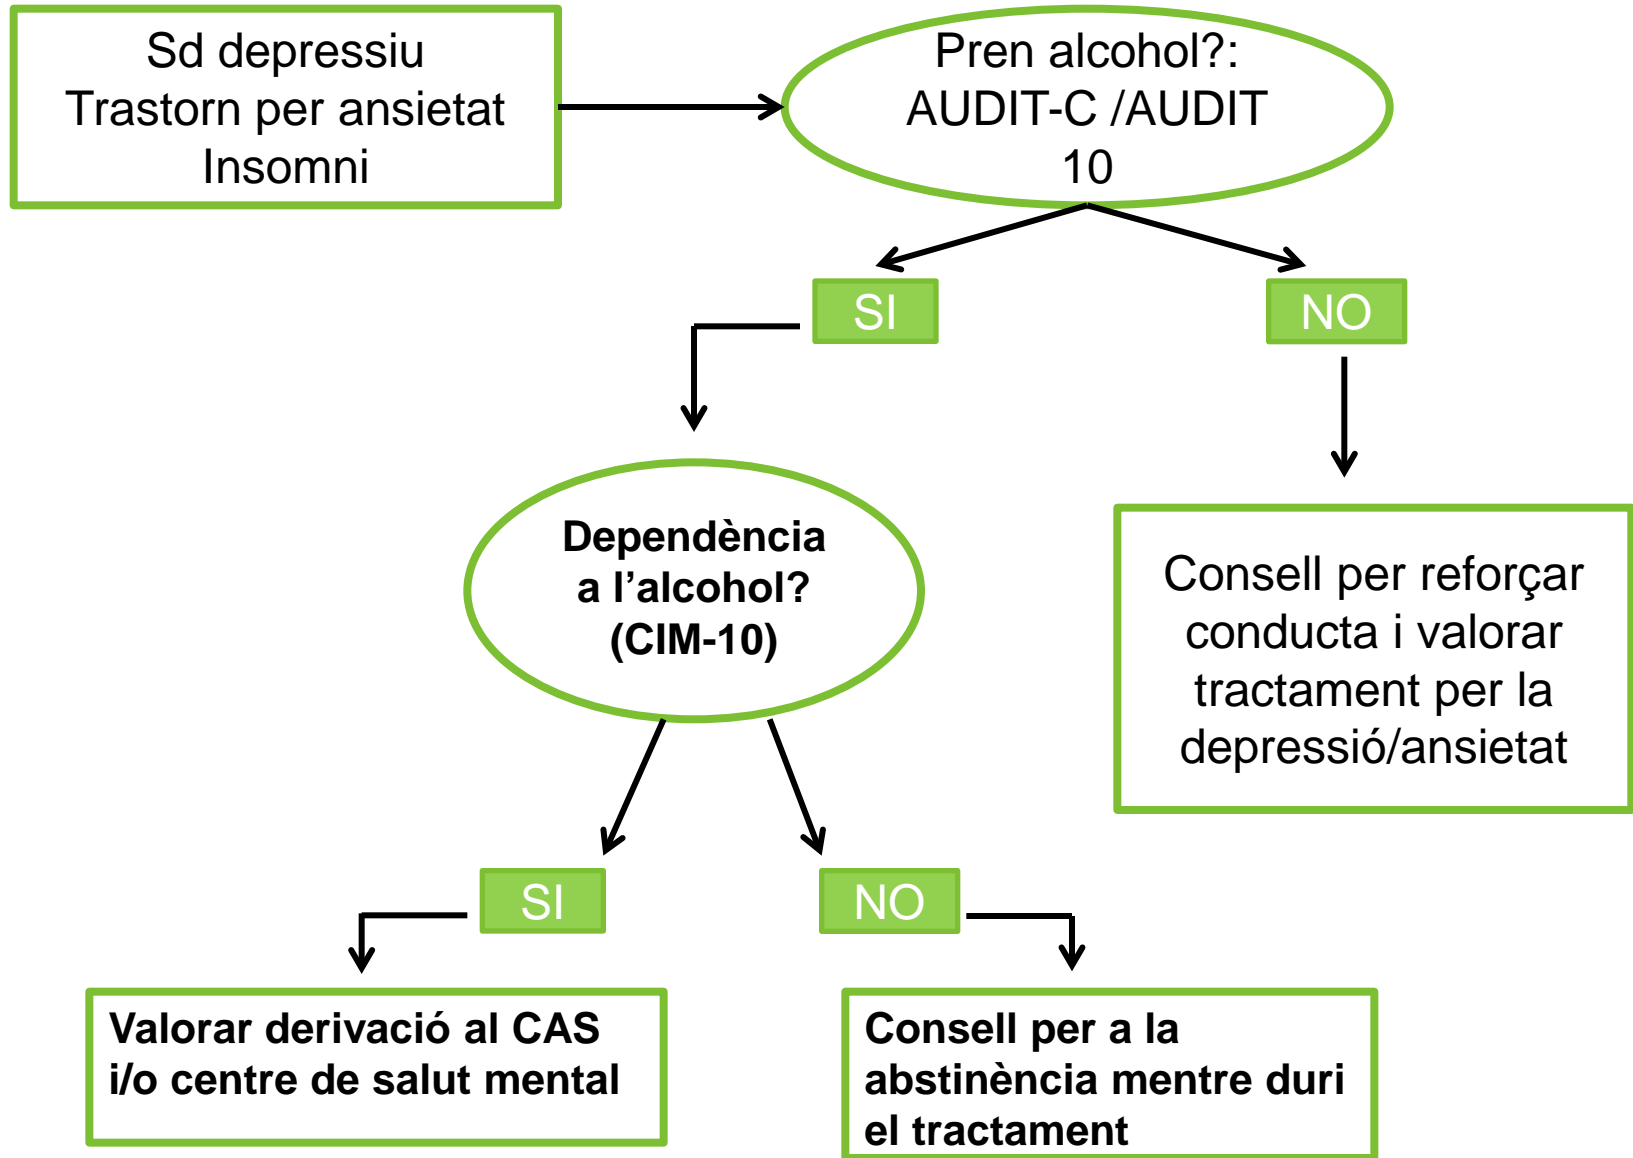 Sd depressiu
Trastorn per ansietat
Insomni
Pren alcohol?:
AUDIT-C /AUDIT
10
SI
NO
Dependència
a l’alcohol?
(CIM-10)
Consell per reforçar
conducta i valorar
tractament per la
depressió/ansietat
SI
NO
Valorar derivació al CAS
i/o centre de salut mental
Consell per a la
abstinència mentre duri
el tractament